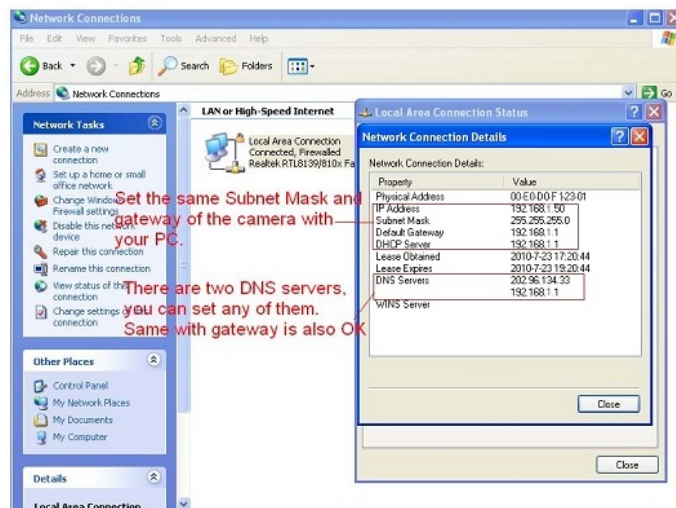 Network Connections
File Edit View Favorites Tools Advanced Help
Back Search Folders
Address Network Connections Go
Network Tasks
Create a new
connection
Set up a home or small
office network
Change Windows
Firewall settings
Disable this network
device
Repair this connection
Rename this connection
View status of this
connection
Change settings of this
connection
Other Places
Control Panel
My Network Places
My Documents
My Computer
Details
Local Area Connection
LAN or High-Speed Internet
Local Area Connection
Connected, Firewalled
Realtek RTL8139/810x Fa
Set the same Subnet Mask and
gateway of the camera with
your PC.
There are two DNS servers,
you can set any of them.
Same with gateway is also OK
Local Area Connection Status
Network Connection Details
Network Connection Details:
Property Value
Physical Address 00-E0-D0-F1-23-01
IP Address 192.168.1.50
Subnet Mask 255.255.255.0
Default Gateway 192.168.1.1
DHCP Server 192.168.1.1
Lease Obtained 2010-7-23 17:20:44
Lease Expires 2010-7-23 19:20:44
DNS Servers 202.96.134.33
192.168.1.1
WINS Server
Close
Close